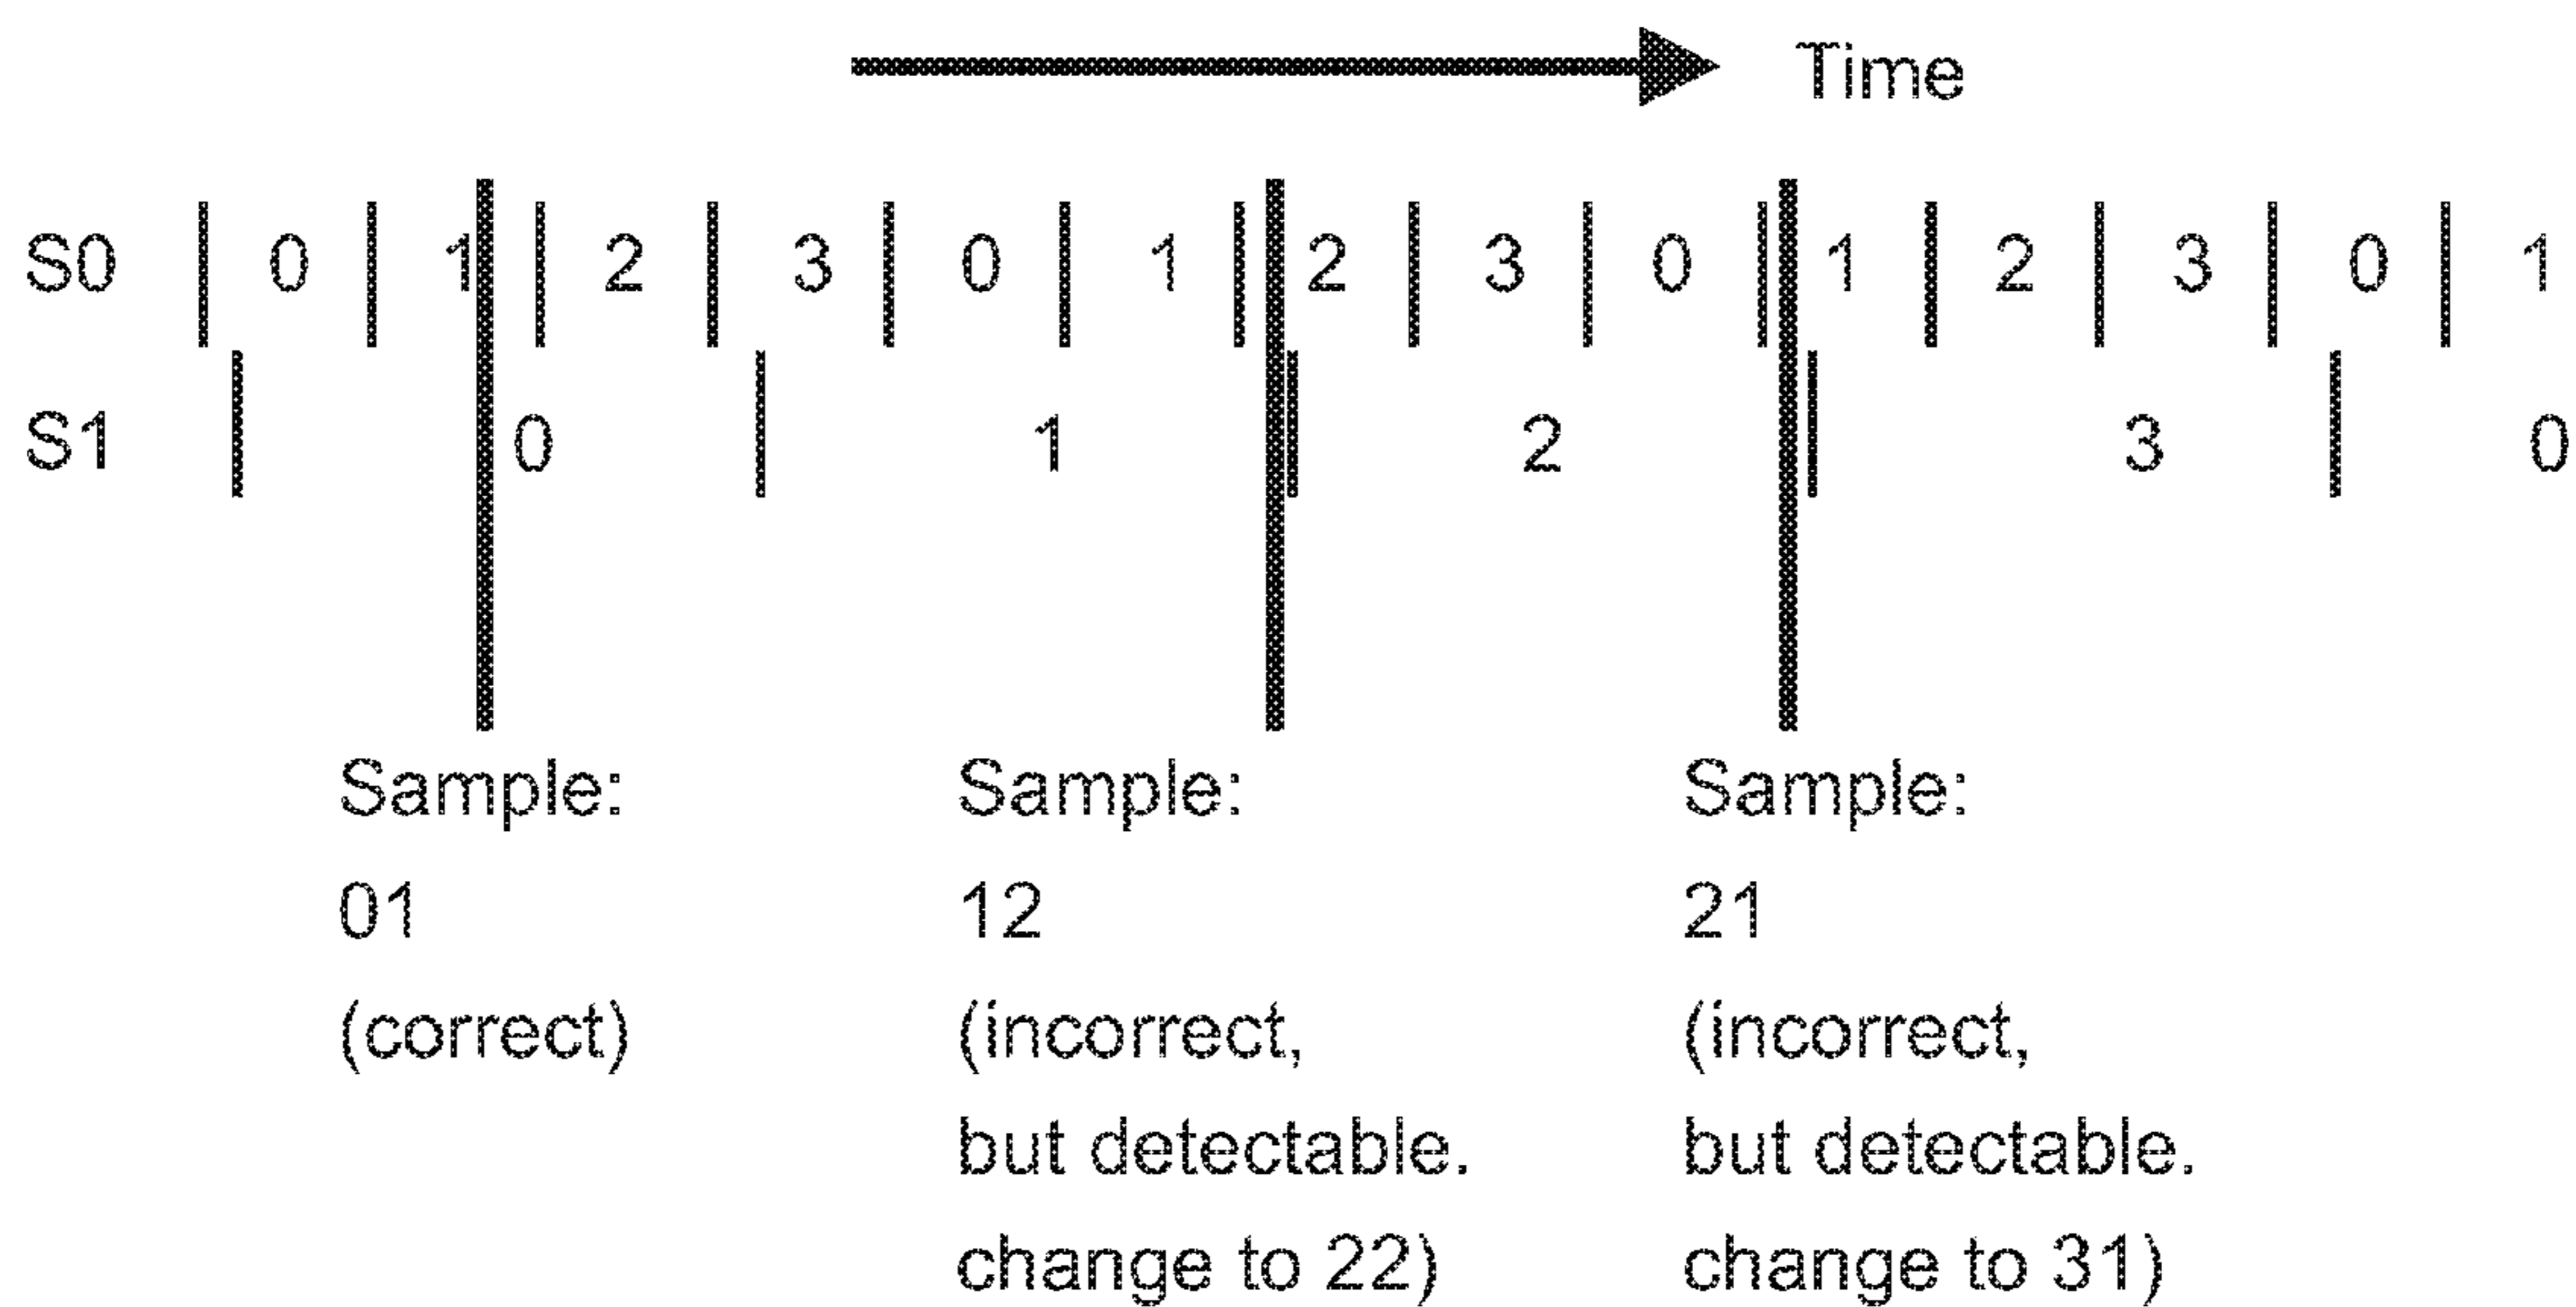 Time
S0 0 1 2 3 0 1 2 3 0 1 2 3 0 1
S1 0 1 2 3 0
Sample: Sample: Sample:
01 12 21
(correct) (incorrect, (incorrect,
but detectable. but detectable.
change to 22) change to 31)